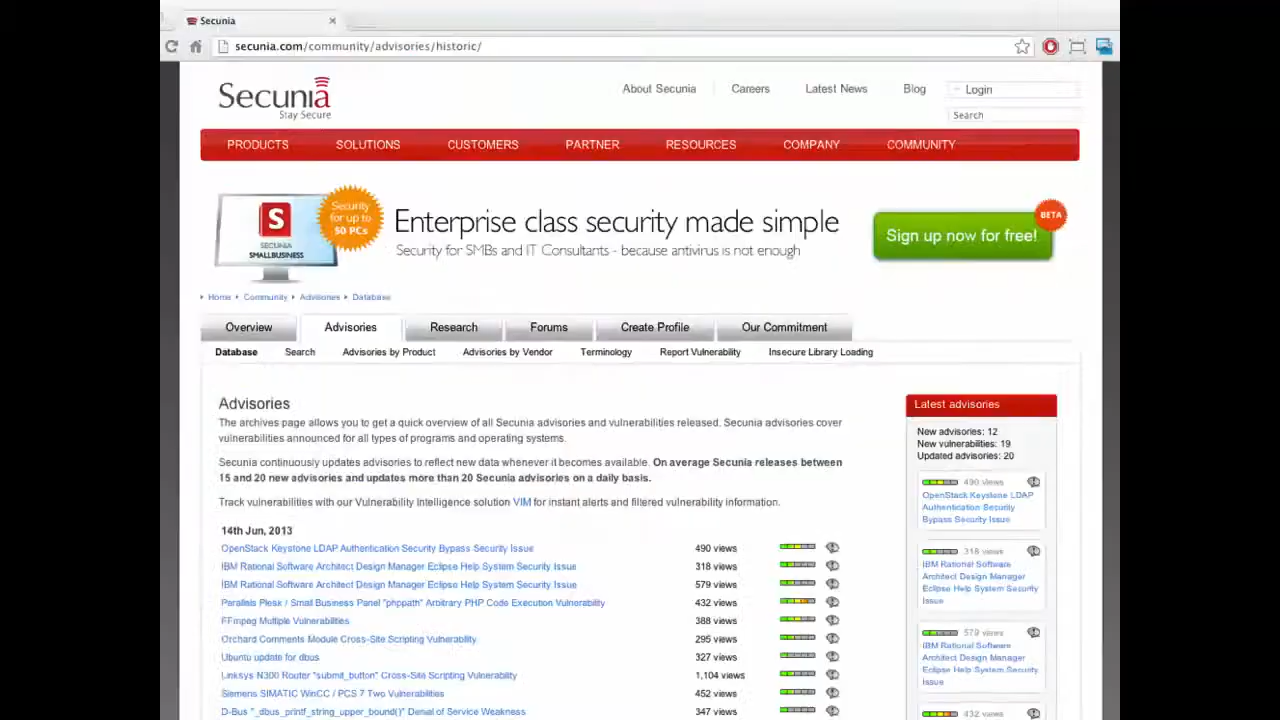 Secunia
secunia.com/community/advisories/historic/
Secunia
Stay Secure
About Secunia Careers Latest News Blog Login
Search
PRODUCTS SOLUTIONS CUSTOMERS PARTNER RESOURCES COMPANY COMMUNITY
Security
for up to
50 PCs
S
SECUNIA
SMALLBUSINESS
Enterprise class security made simple
Security for SMBs and IT Consultants - because antivirus is not enough
BETA
Sign up now for free!
Home Community Advisories Database
Overview Advisories Research Forums Create Profile Our Commitment
Database Search Advisories by Product Advisories by Vendor Terminology Report Vulnerability Insecure Library Loading
Advisories
The archives page allows you to get a quick overview of all Secunia advisories and vulnerabilities released. Secunia advisories cover
vulnerabilities announced for all types of programs and operating systems.
Secunia continuously updates advisories to reflect new data whenever it becomes available. On average Secunia releases between
15 and 20 new advisories and updates more than 20 Secunia advisories on a daily basis.
Track vulnerabilities with our Vulnerability Intelligence solution VIM for instant alerts and filtered vulnerability information.
14th Jun, 2013
OpenStack Keystone LDAP Authentication Security Bypass Security Issue 490 views
IBM Rational Software Architect Design Manager Eclipse Help System Security Issue 318 views
IBM Rational Software Architect Design Manager Eclipse Help System Security Issue 579 views
Parallels Plesk / Small Business Panel "phppath" Arbitrary PHP Code Execution Vulnerability 432 views
FFmpeg Multiple Vulnerabilities 388 views
Orchard Comments Module Cross-Site Scripting Vulnerability 295 views
Ubuntu update for dbus 327 views
Linksys N300 Router "submit_button" Cross-Site Scripting Vulnerability 1,104 views
Siemens SIMATIC WinCC / PCS 7 Two Vulnerabilities 452 views
D-Bus "_dbus_printf_string_upper_bound()" Denial of Service Weakness 347 views
Latest advisories
New advisories: 12
New vulnerabilities: 19
Updated advisories: 20
490 views
OpenStack Keystone LDAP
Authentication Security
Bypass Security Issue
318 views
IBM Rational Software
Architect Design Manager
Eclipse Help System Security
Issue
579 views
IBM Rational Software
Architect Design Manager
Eclipse Help System Security
Issue
432 views